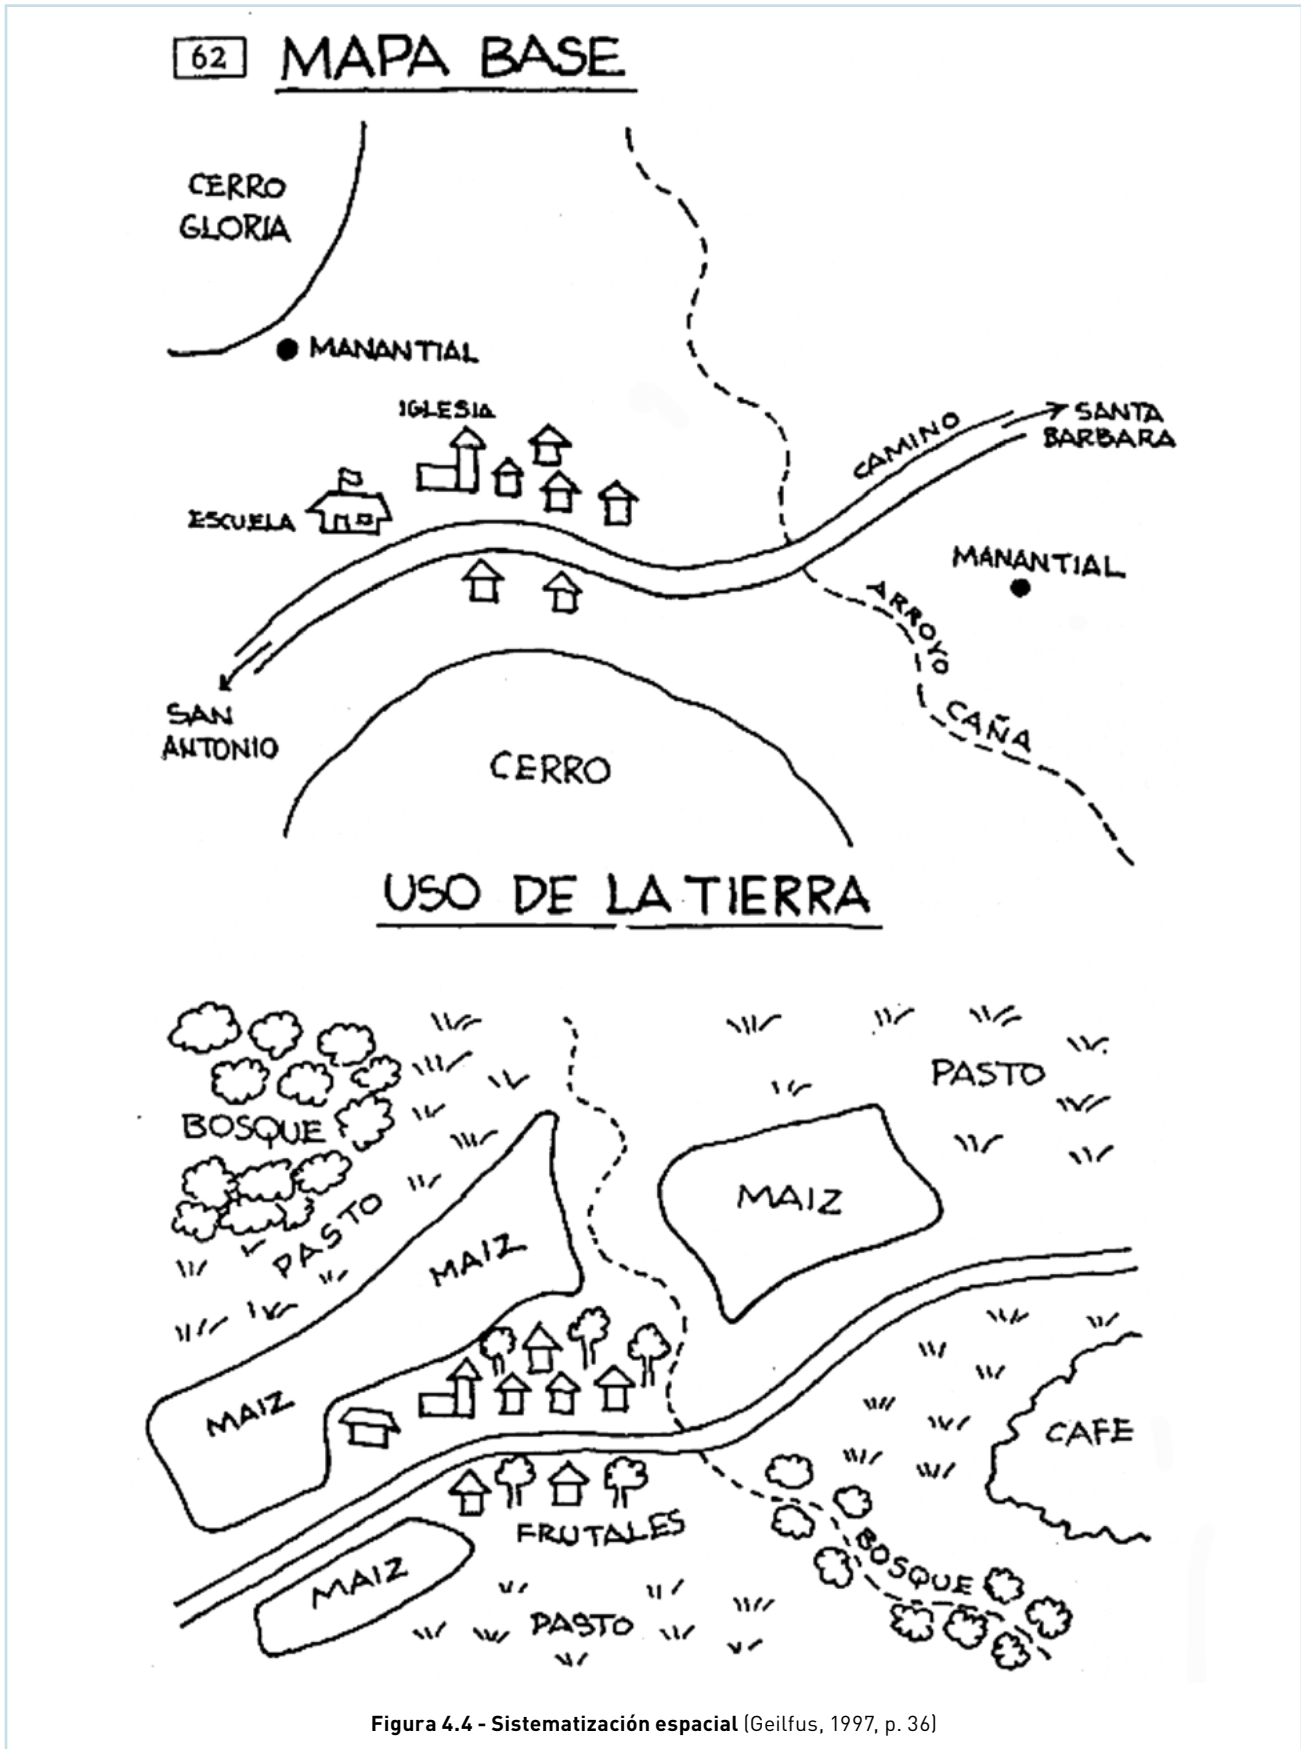 62 MAPA BASE
CERRO
GLORIA
MANANTIAL
IGLESIA
CAMINO
SANTA
BARBARA
ESCUELA
MANANTIAL
ARROYO
CAÑA
SAN
ANTONIO
CERRO
USO DE LA TIERRA
PASTO
BOSQUE
MAIZ
PASTO
MAIZ
MAIZ
CAFE
FRUTALES
BOSQUE
MAIZ
PASTO
Figura 4.4 - Sistematización espacial (Geilfus, 1997, p. 36)